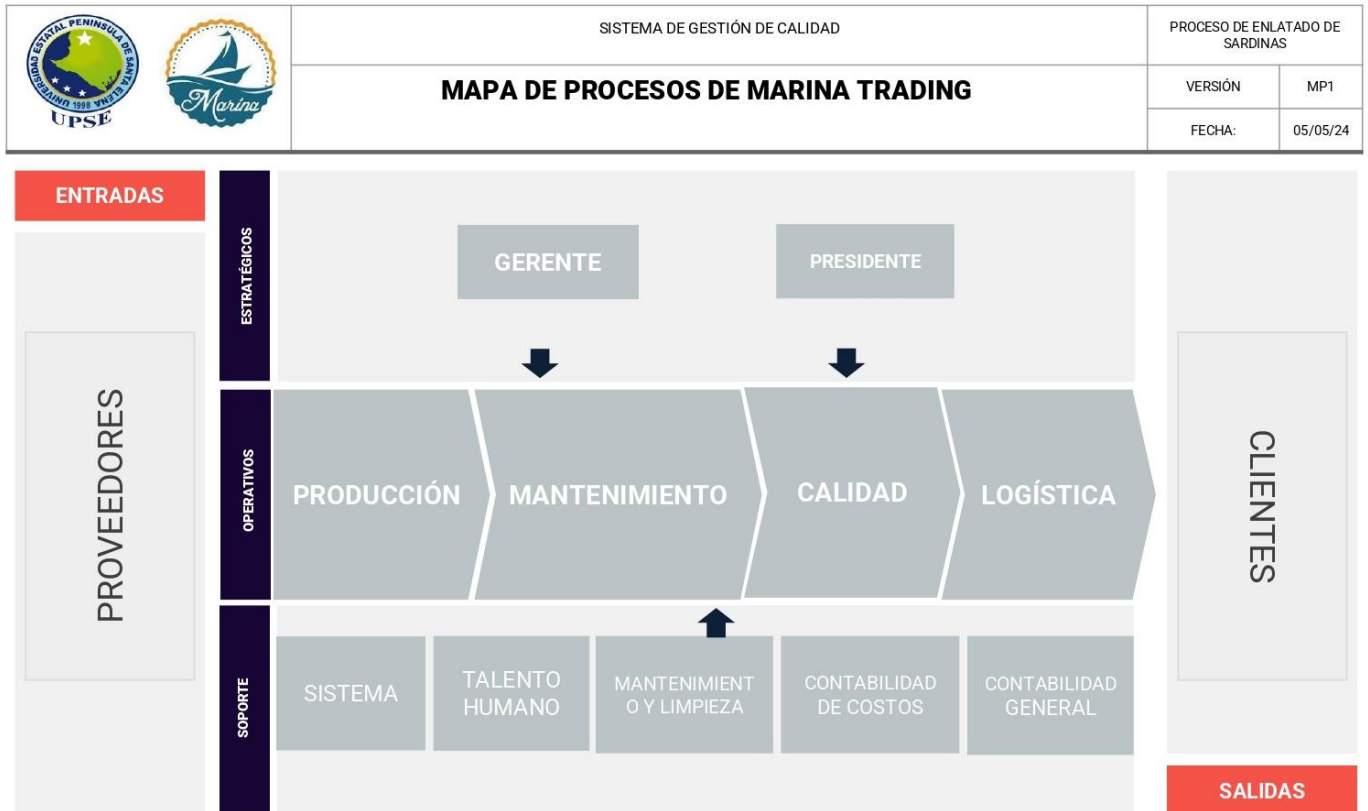 UNIVERSIDAD ESTATAL PENINSULA DE SANTA ELENA
ANNO 1998
UPSE
Marina
SISTEMA DE GESTIÓN DE CALIDAD
MAPA DE PROCESOS DE MARINA TRADING
PROCESO DE ENLATADO DE
SARDINAS
VERSIÓN
MP1
FECHA:
05/05/24
ENTRADAS
PROVEEDORES
ESTRATÉGICOS
GERENTE
PRESIDENTE
OPERATIVOS
PRODUCCIÓN
MANTENIMIENTO
CALIDAD
LOGÍSTICA
SOPORTE
SISTEMA
TALENTO
HUMANO
MANTENIMIENT
O Y LIMPIEZA
CONTABILIDAD
DE COSTOS
CONTABILIDAD
GENERAL
CLIENTES
SALIDAS